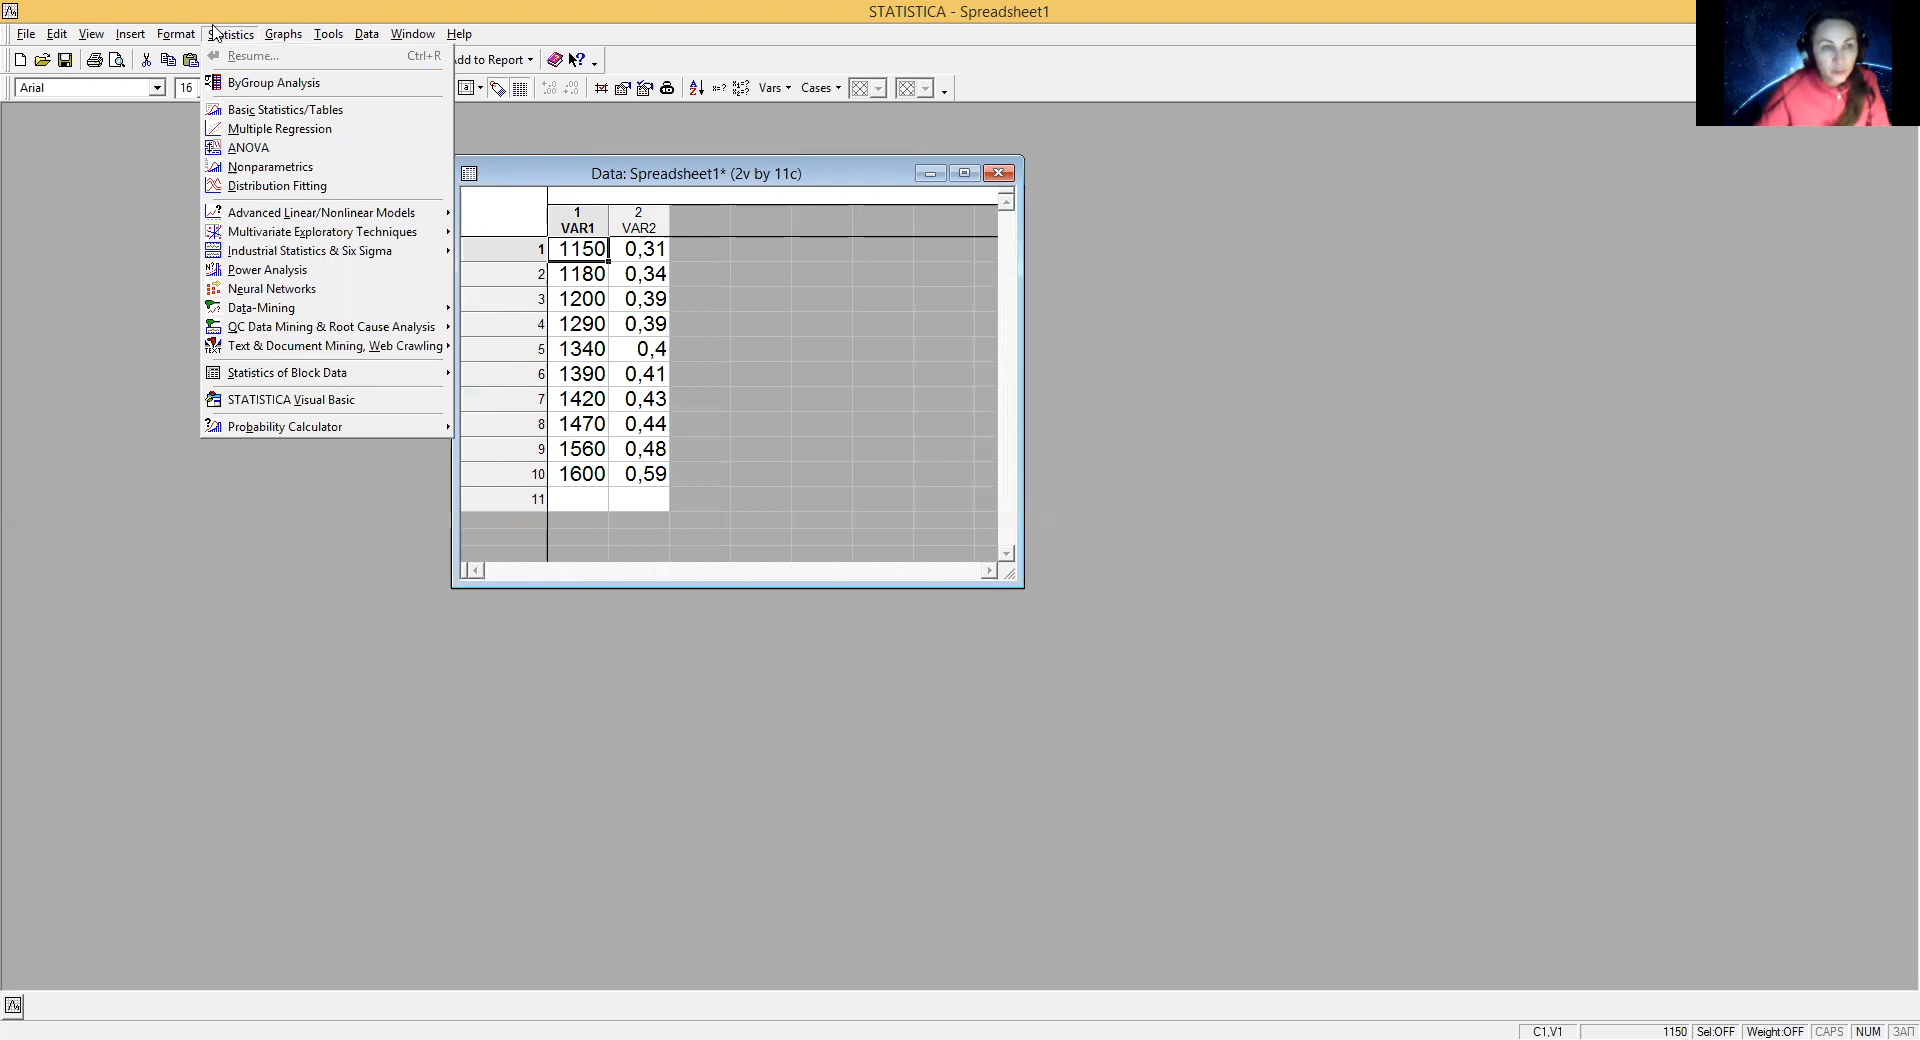 STATISTICA - Spreadsheet1
File Edit View Insert Format Statistics Graphs Tools Data Window Help
Resume... Ctrl+R
Add to Report
ByGroup Analysis
Arial 16 Vars Cases
Basic Statistics/Tables
Multiple Regression
ANOVA
Nonparametrics
Distribution Fitting
Advanced Linear/Nonlinear Models
Multivariate Exploratory Techniques
Industrial Statistics & Six Sigma
Power Analysis
Neural Networks
Data-Mining
QC Data Mining & Root Cause Analysis
Text & Document Mining, Web Crawling
Statistics of Block Data
STATISTICA Visual Basic
Probability Calculator
Data: Spreadsheet1* (2v by 11c)
1 2
VAR1 VAR2
1 1150 0,31
2 1180 0,34
3 1200 0,39
4 1290 0,39
5 1340 0,4
6 1390 0,41
7 1420 0,43
8 1470 0,44
9 1560 0,48
10 1600 0,59
11
C1,V1 1150 Sel:OFF Weight:OFF CAPS NUM ЗАП